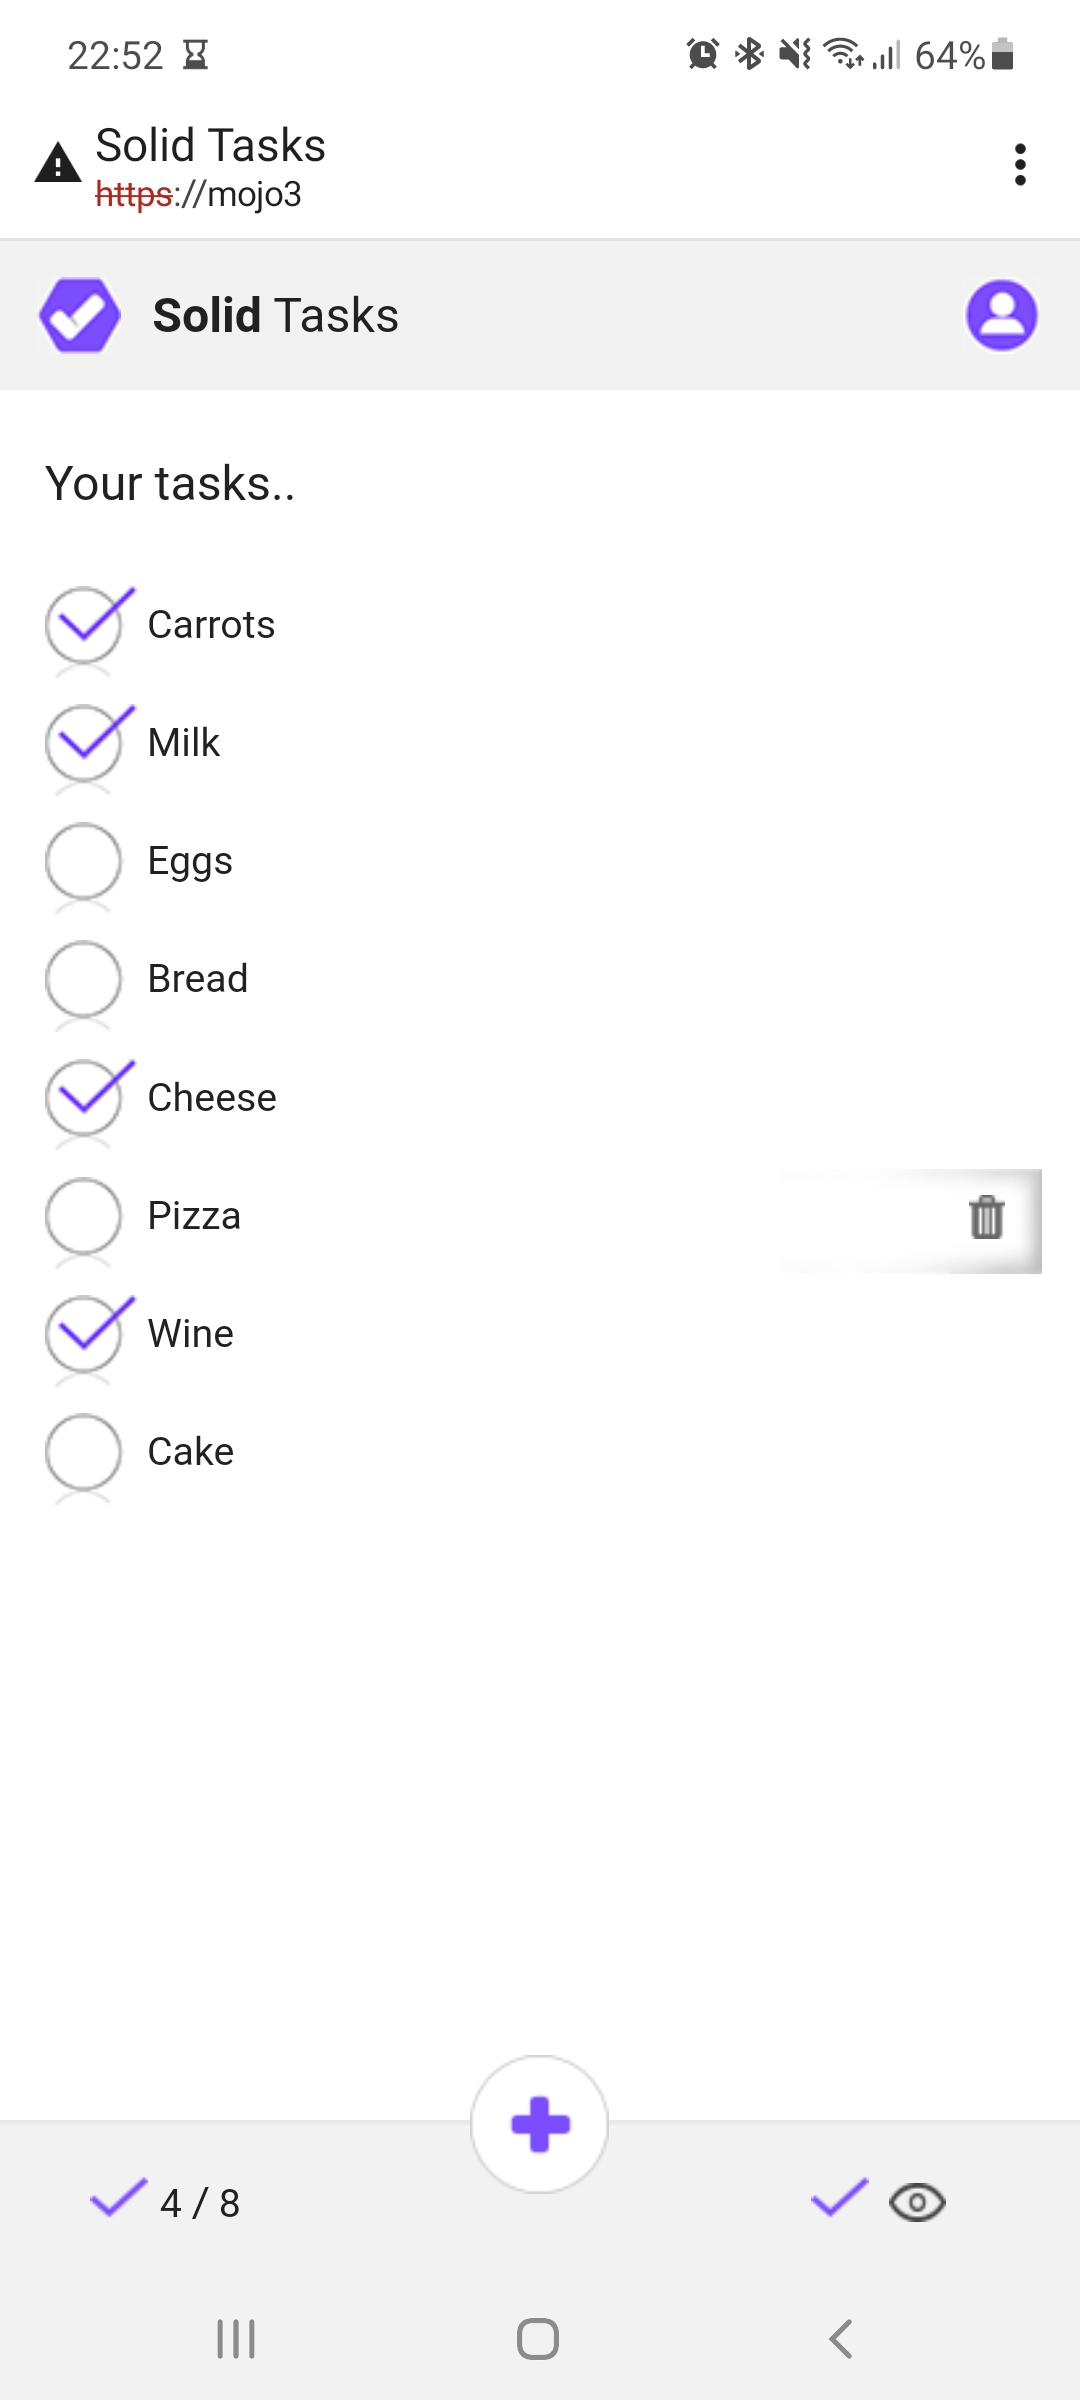 22:52
64%
Solid Tasks
https://mojo3
Solid Tasks
Your tasks..
Carrots
Milk
Eggs
Bread
Cheese
Pizza
Wine
Cake
4 / 8